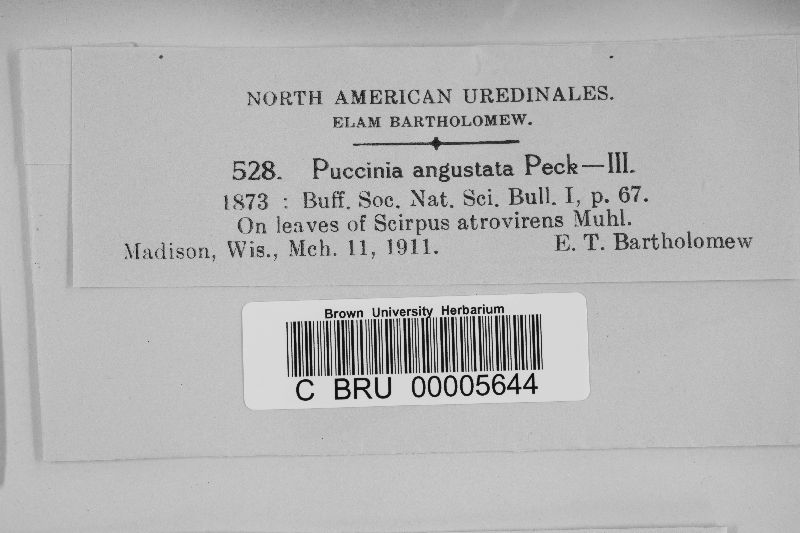 NORTH AMERICAN UREDINALES.
ELAM BARTHOLOMEW.
528. Puccinia angustata Peck—III.
1873 : Buff. Soc. Nat. Sci. Bull. I, p. 67.
On leaves of Scirpus atrovirens Muhl.
Madison, Wis., Mch. 11, 1911. E. T. Bartholomew
Brown University Herbarium
C BRU 00005644